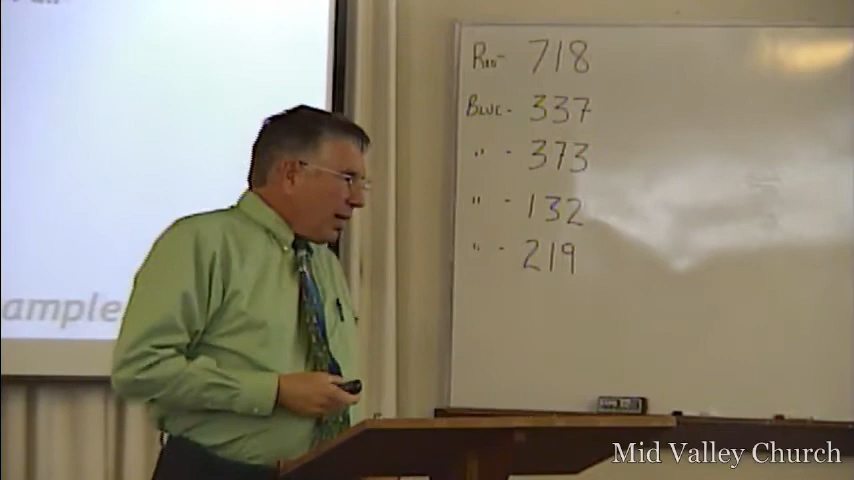 Red- 718
Blue- 337
" - 373
" - 132
" - 219
ample
Mid Valley Church